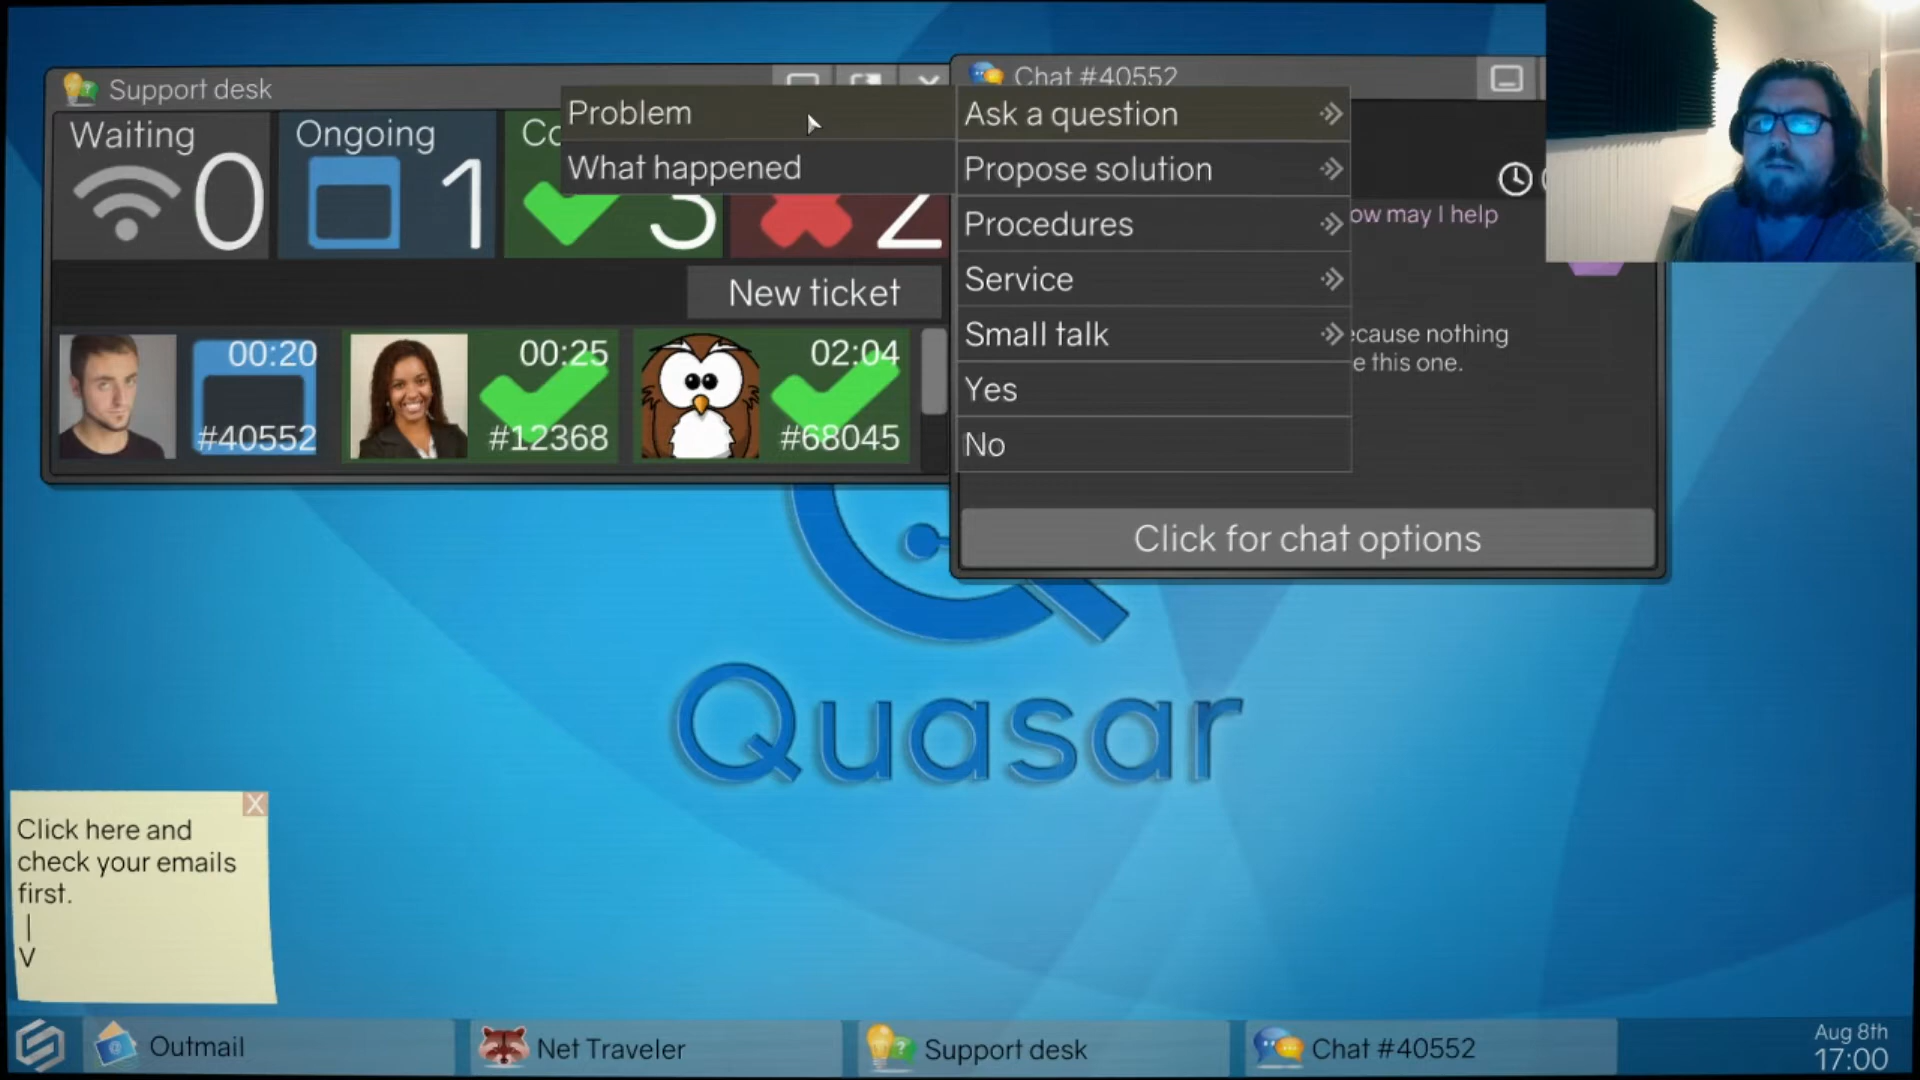 Support desk
Waiting
0
Ongoing
1
3
2
New ticket
00:20
#40552
00:25
#12368
02:04
#68045
Problem
What happened
Chat #40552
Ask a question
Propose solution
Procedures
Service
Small talk
Yes
No
ow may I help
ecause nothing
e this one.
Click for chat options
Quasar
X
Click here and
check your emails
first.
|
V
Outmail
Net Traveler
Support desk
Chat #40552
Aug 8th
17:00